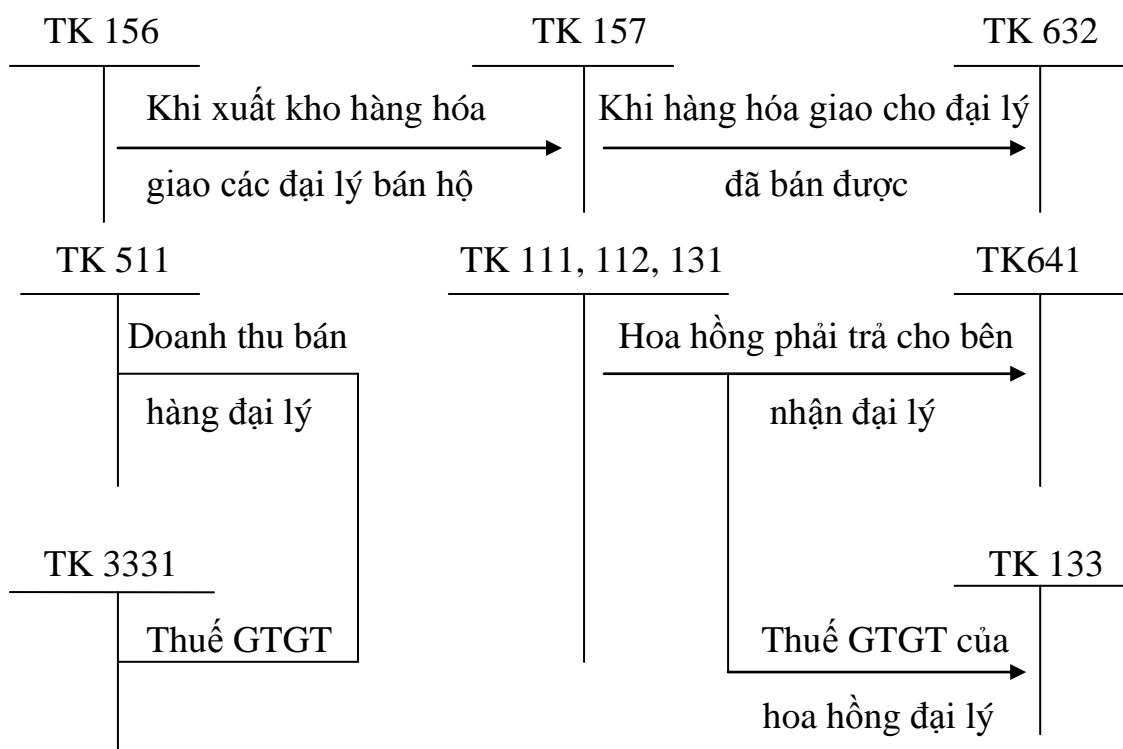 TK 156
TK 157
TK 632
Khi xuất kho hàng hóa
Khi hàng hóa giao cho đại lý
giao các đại lý bán hộ
đã bán được
TK 511
TK 111, 112, 131
TK641
Doanh thu bán
Hoa hồng phải trả cho bên
hàng đại lý
nhận đại lý
TK 3331
TK 133
Thuế GTGT
Thuế GTGT của
hoa hồng đại lý